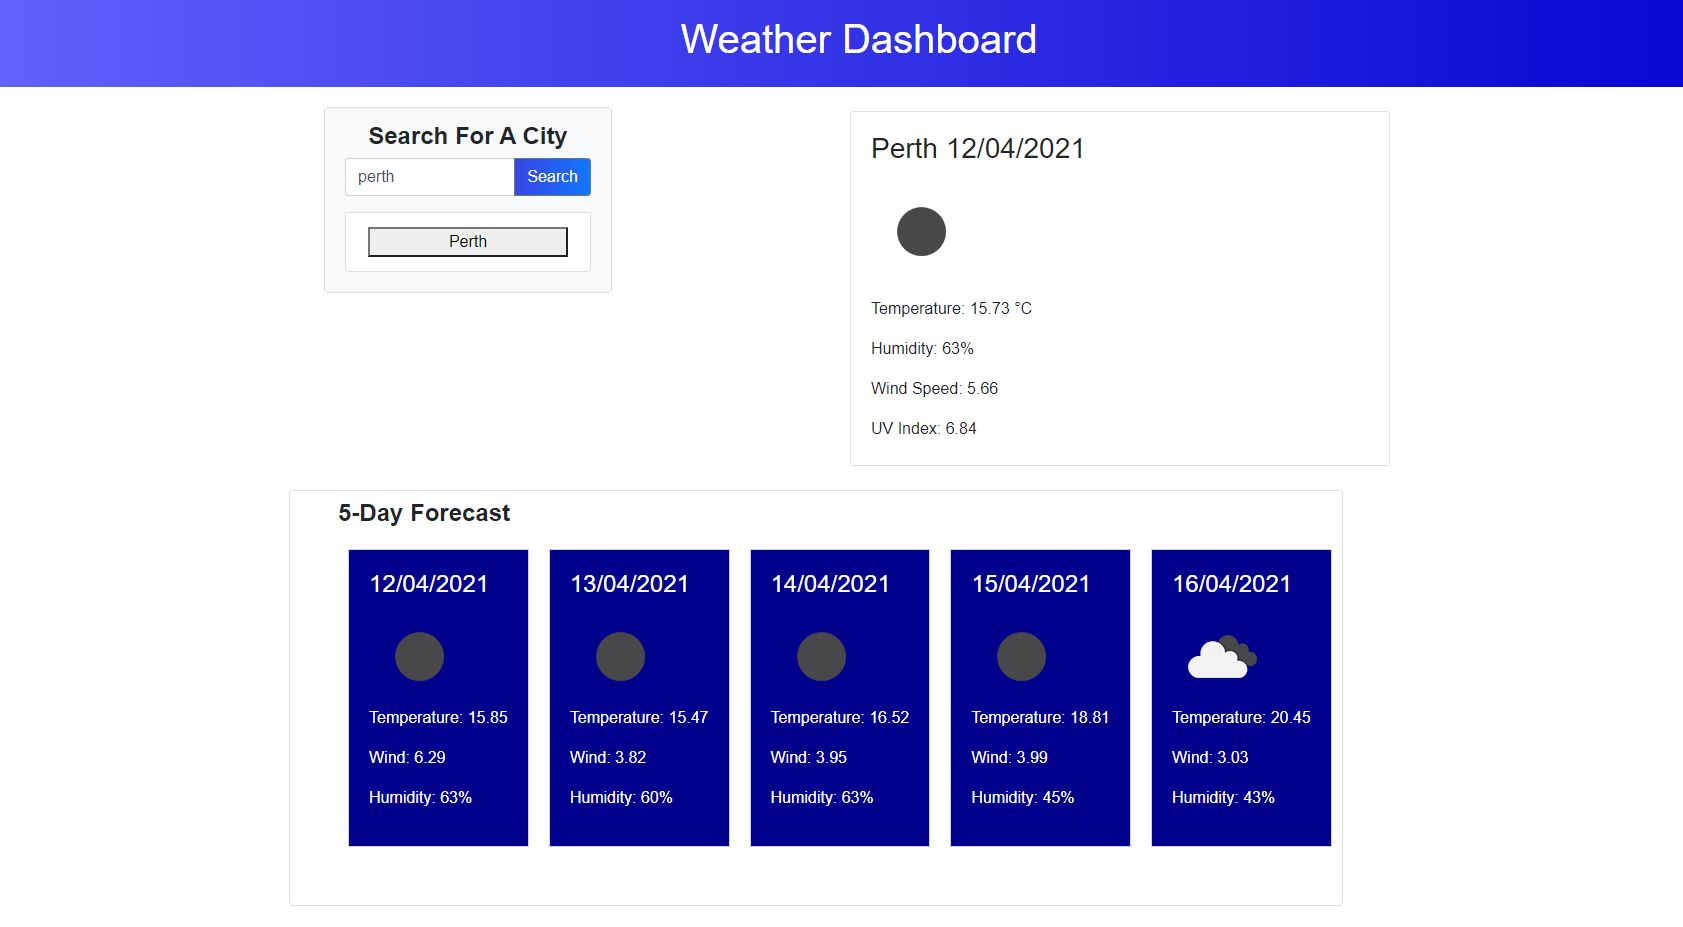 Weather Dashboard
Search For A City
perth
Search
Perth
Perth 12/04/2021
Temperature: 15.73 °C
Humidity: 63%
Wind Speed: 5.66
UV Index: 6.84
5-Day Forecast
12/04/2021
Temperature: 15.85
Wind: 6.29
Humidity: 63%
13/04/2021
Temperature: 15.47
Wind: 3.82
Humidity: 60%
14/04/2021
Temperature: 16.52
Wind: 3.95
Humidity: 63%
15/04/2021
Temperature: 18.81
Wind: 3.99
Humidity: 45%
16/04/2021
Temperature: 20.45
Wind: 3.03
Humidity: 43%